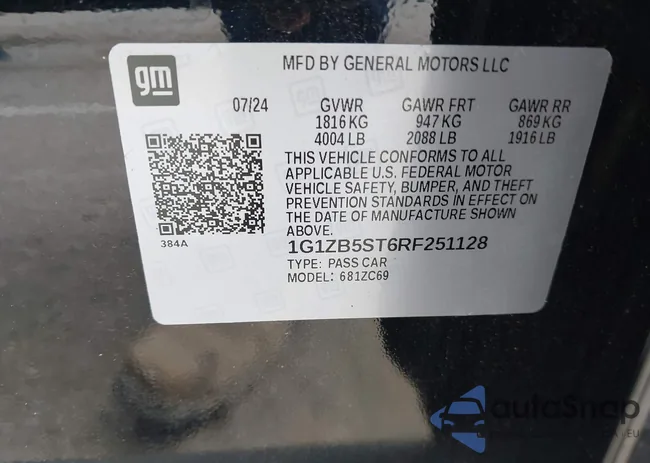 gm
MFD BY GENERAL MOTORS LLC
07/24 GVWR GAWR FRT GAWR RR
1816 KG 947 KG 869 KG
4004 LB 2088 LB 1916 LB
THIS VEHICLE CONFORMS TO ALL
APPLICABLE U.S. FEDERAL MOTOR
VEHICLE SAFETY, BUMPER, AND THEFT
PREVENTION STANDARDS IN EFFECT ON
THE DATE OF MANUFACTURE SHOWN
ABOVE.
384A
1G1ZB5ST6RF251128
TYPE: PASS CAR
MODEL: 681ZC69
autoSnap